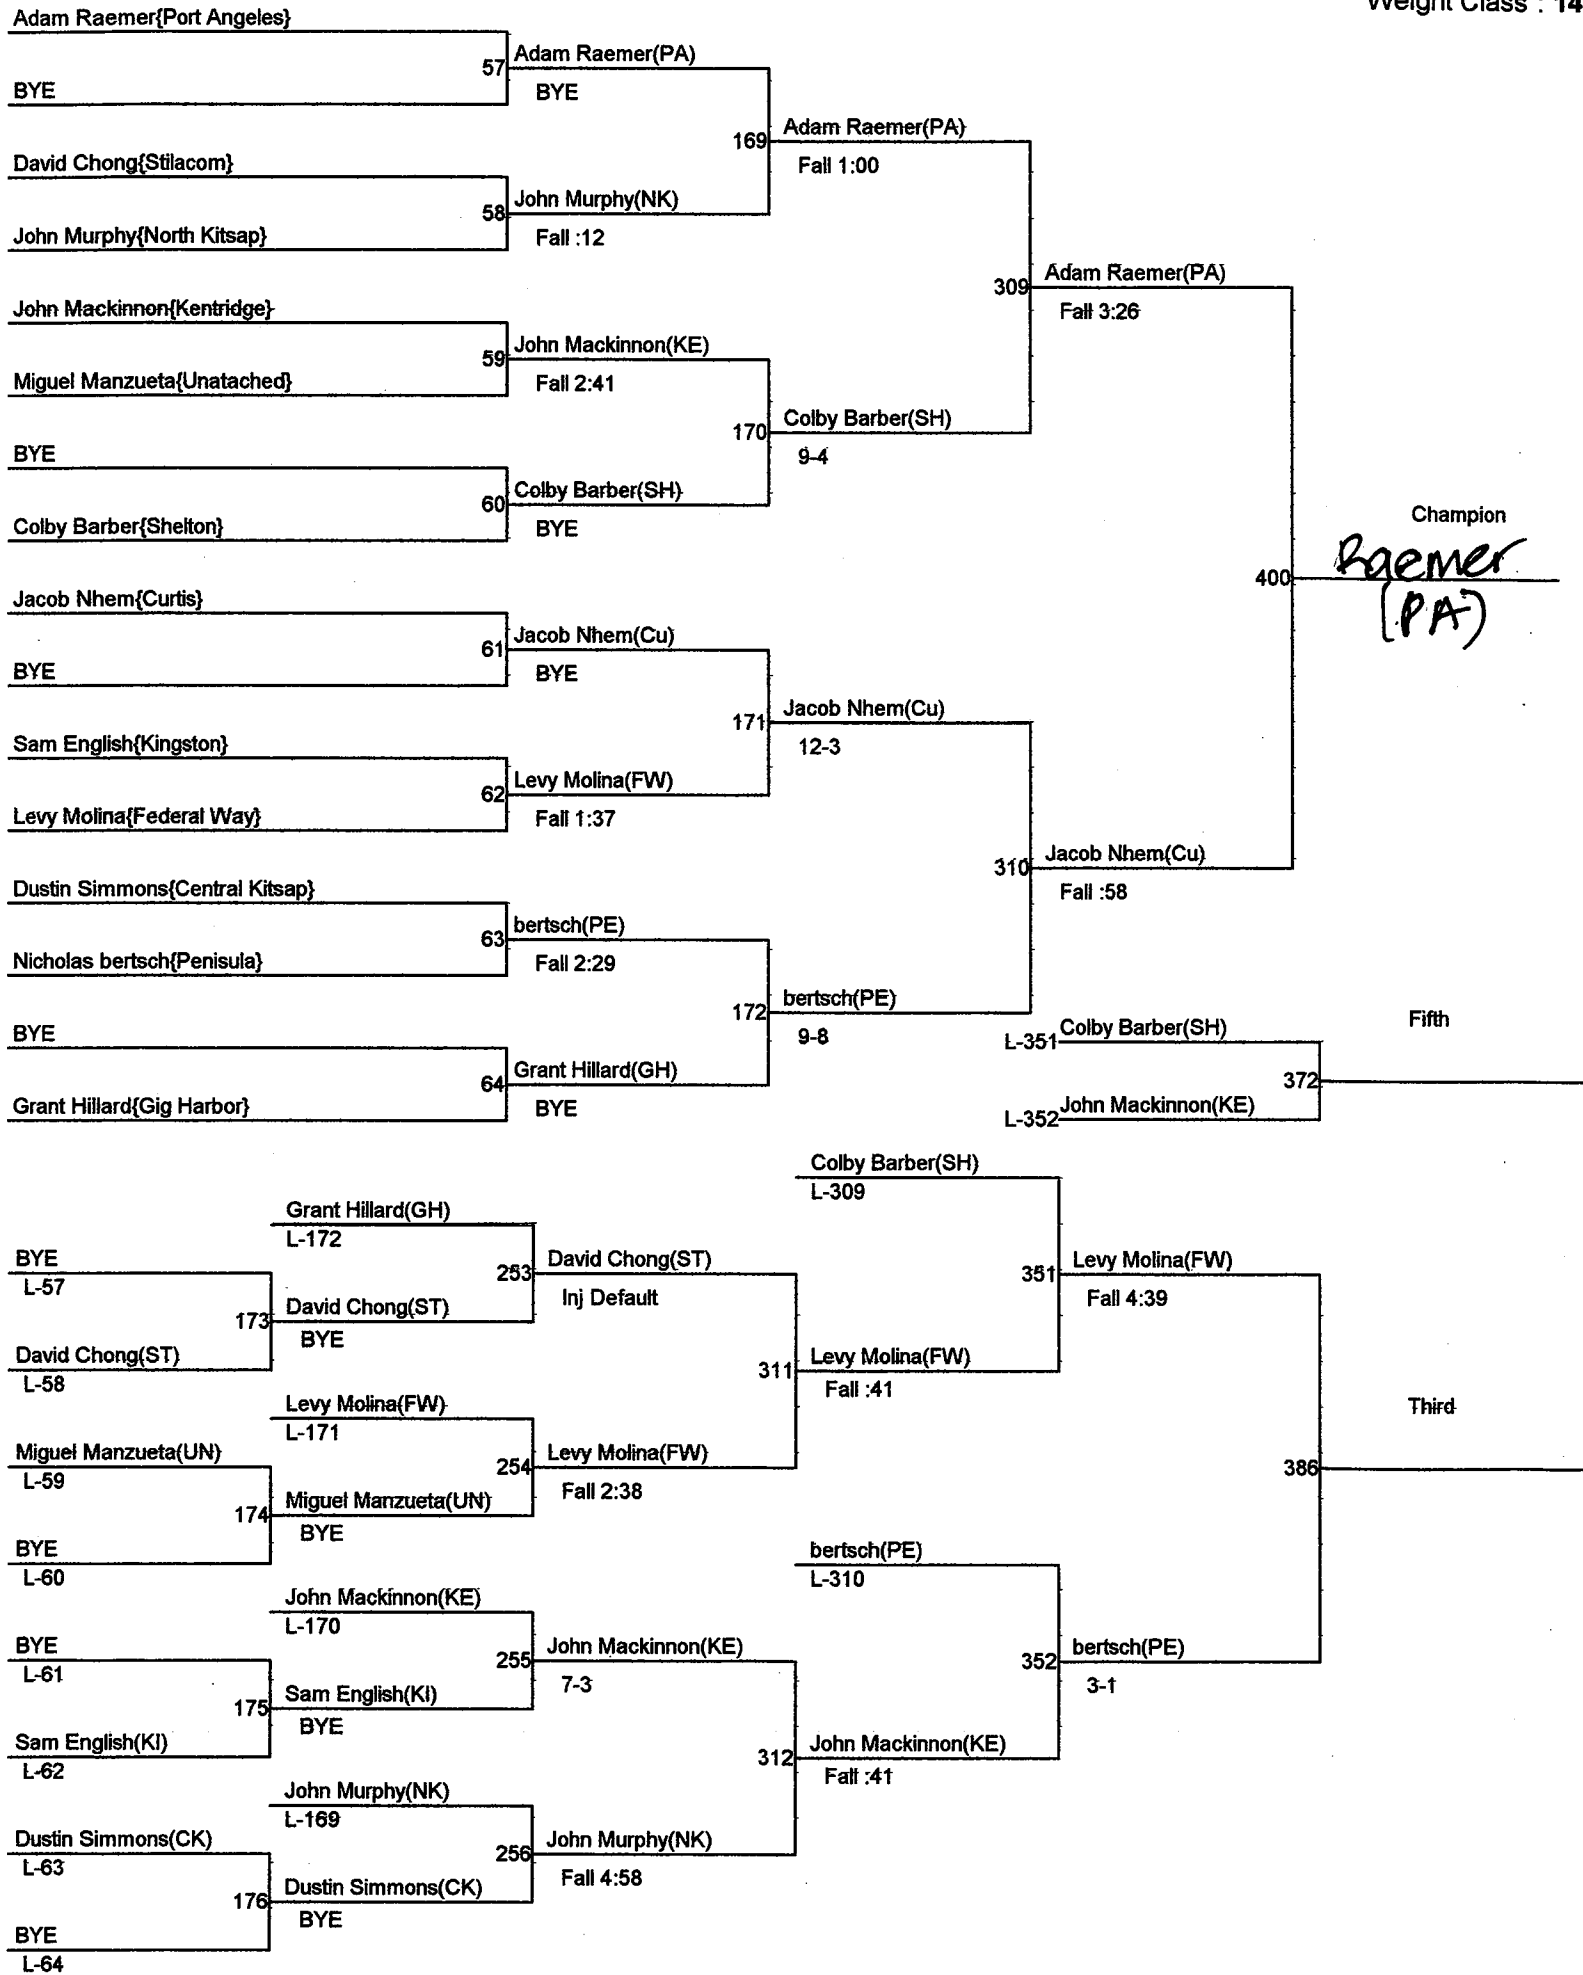 Weight Class : 14
Adam Raemer{Port Angeles}
57
Adam Raemer(PA)
BYE
BYE
169
Adam Raemer(PA)
Fall 1:00
David Chong{Stilacom}
58
John Murphy(NK)
John Murphy{North Kitsap}
Fall :12
309
Adam Raemer(PA)
Fall 3:26
John Mackinnon{Kentridge}
59
John Mackinnon(KE)
Miguel Manzueta{Unatached}
Fall 2:41
170
Colby Barber(SH)
9-4
BYE
60
Colby Barber(SH)
Colby Barber{Shelton}
BYE
Champion
400
Raemer
(PA)
Jacob Nhem{Curtis}
61
Jacob Nhem(Cu)
BYE
BYE
171
Jacob Nhem(Cu)
12-3
Sam English{Kingston}
62
Levy Molina(FW)
Levy Molina{Federal Way}
Fall 1:37
310
Jacob Nhem(Cu)
Fall :58
Dustin Simmons{Central Kitsap}
63
bertsch(PE)
Nicholas bertsch{Penisula}
Fall 2:29
172
bertsch(PE)
9-8
BYE
64
Grant Hillard(GH)
Grant Hillard{Gig Harbor}
BYE
L-351
Colby Barber(SH)
Fifth
372
L-352
John Mackinnon(KE)
Colby Barber(SH)
L-309
Grant Hillard(GH)
L-172
BYE
L-57
253
David Chong(ST)
Inj Default
351
Levy Molina(FW)
Fall 4:39
173
David Chong(ST)
BYE
David Chong(ST)
L-58
311
Levy Molina(FW)
Fall :41
Levy Molina(FW)
L-171
Third
Miguel Manzueta(UN)
L-59
254
Levy Molina(FW)
Fall 2:38
386
174
Miguel Manzueta(UN)
BYE
BYE
L-60
bertsch(PE)
L-310
John Mackinnon(KE)
L-170
BYE
L-61
255
John Mackinnon(KE)
7-3
352
bertsch(PE)
3-1
175
Sam English(KI)
BYE
Sam English(KI)
L-62
312
John Mackinnon(KE)
Fall :41
John Murphy(NK)
L-169
Dustin Simmons(CK)
L-63
256
John Murphy(NK)
Fall 4:58
176
Dustin Simmons(CK)
BYE
BYE
L-64